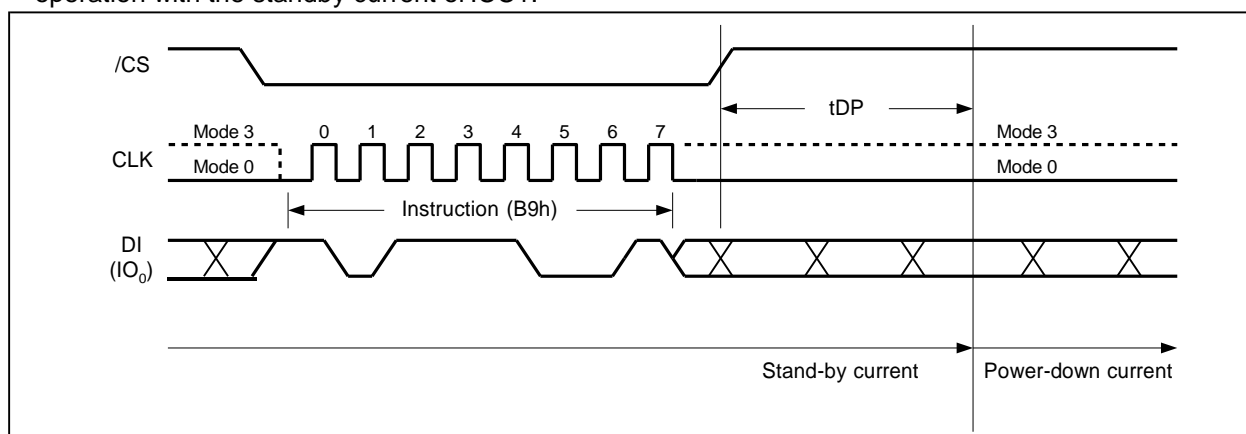 operation with the standby current of ICC1.
/CS
tDP
Mode 3 0 1 2 3 4 5 6 7 Mode 3
CLK
Mode 0 Mode 0
Instruction (B9h)
DI
(IO0)
Stand-by current Power-down current